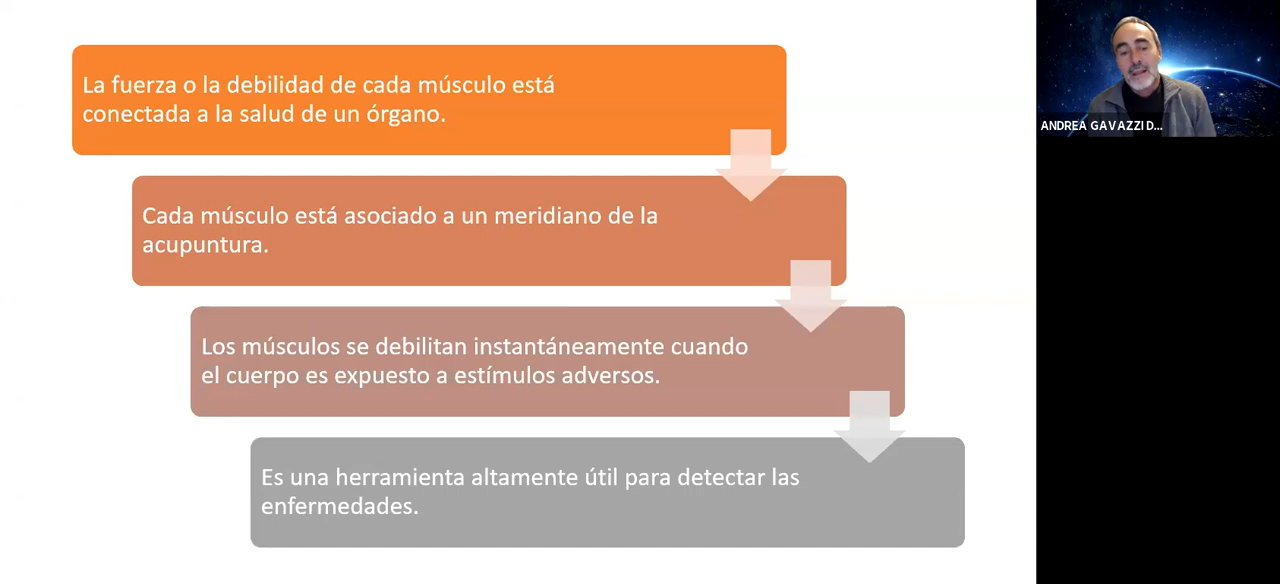 La fuerza o la debilidad de cada músculo está
conectada a la salud de un órgano.
Cada músculo está asociado a un meridiano de la
acupuntura.
Los músculos se debilitan instantáneamente cuando
el cuerpo es expuesto a estímulos adversos.
Es una herramienta altamente útil para detectar las
enfermedades.
ANDREA GAVAZZI D...